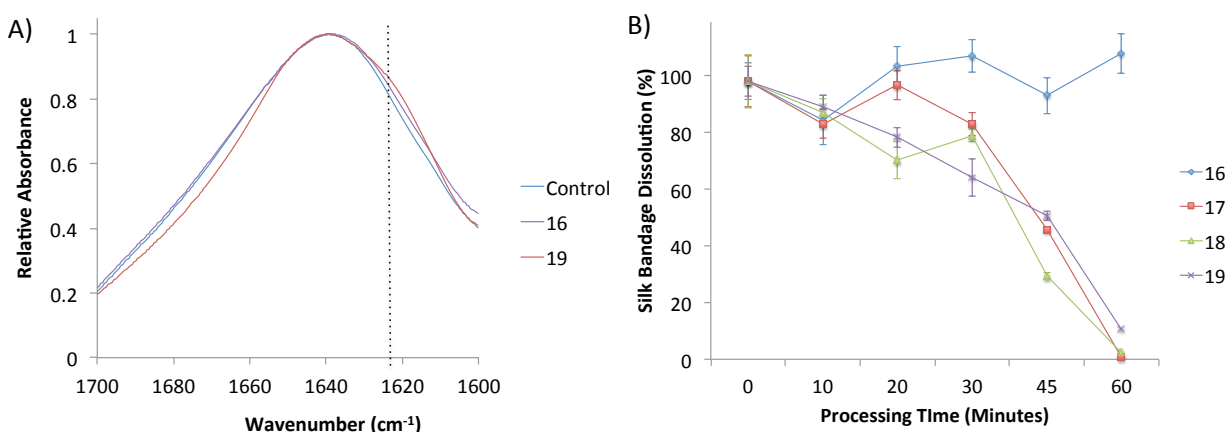 A)
Relative Absorbance
1
0.8
0.6
0.4
0.2
0
1700 1680 1660 1640 1620 1600
Wavenumber (cm-1)
Control
16
19
B)
Silk Bandage Dissolution (%)
100
80
60
40
20
0
0 10 20 30 45 60
Processing TIme (Minutes)
16
17
18
19